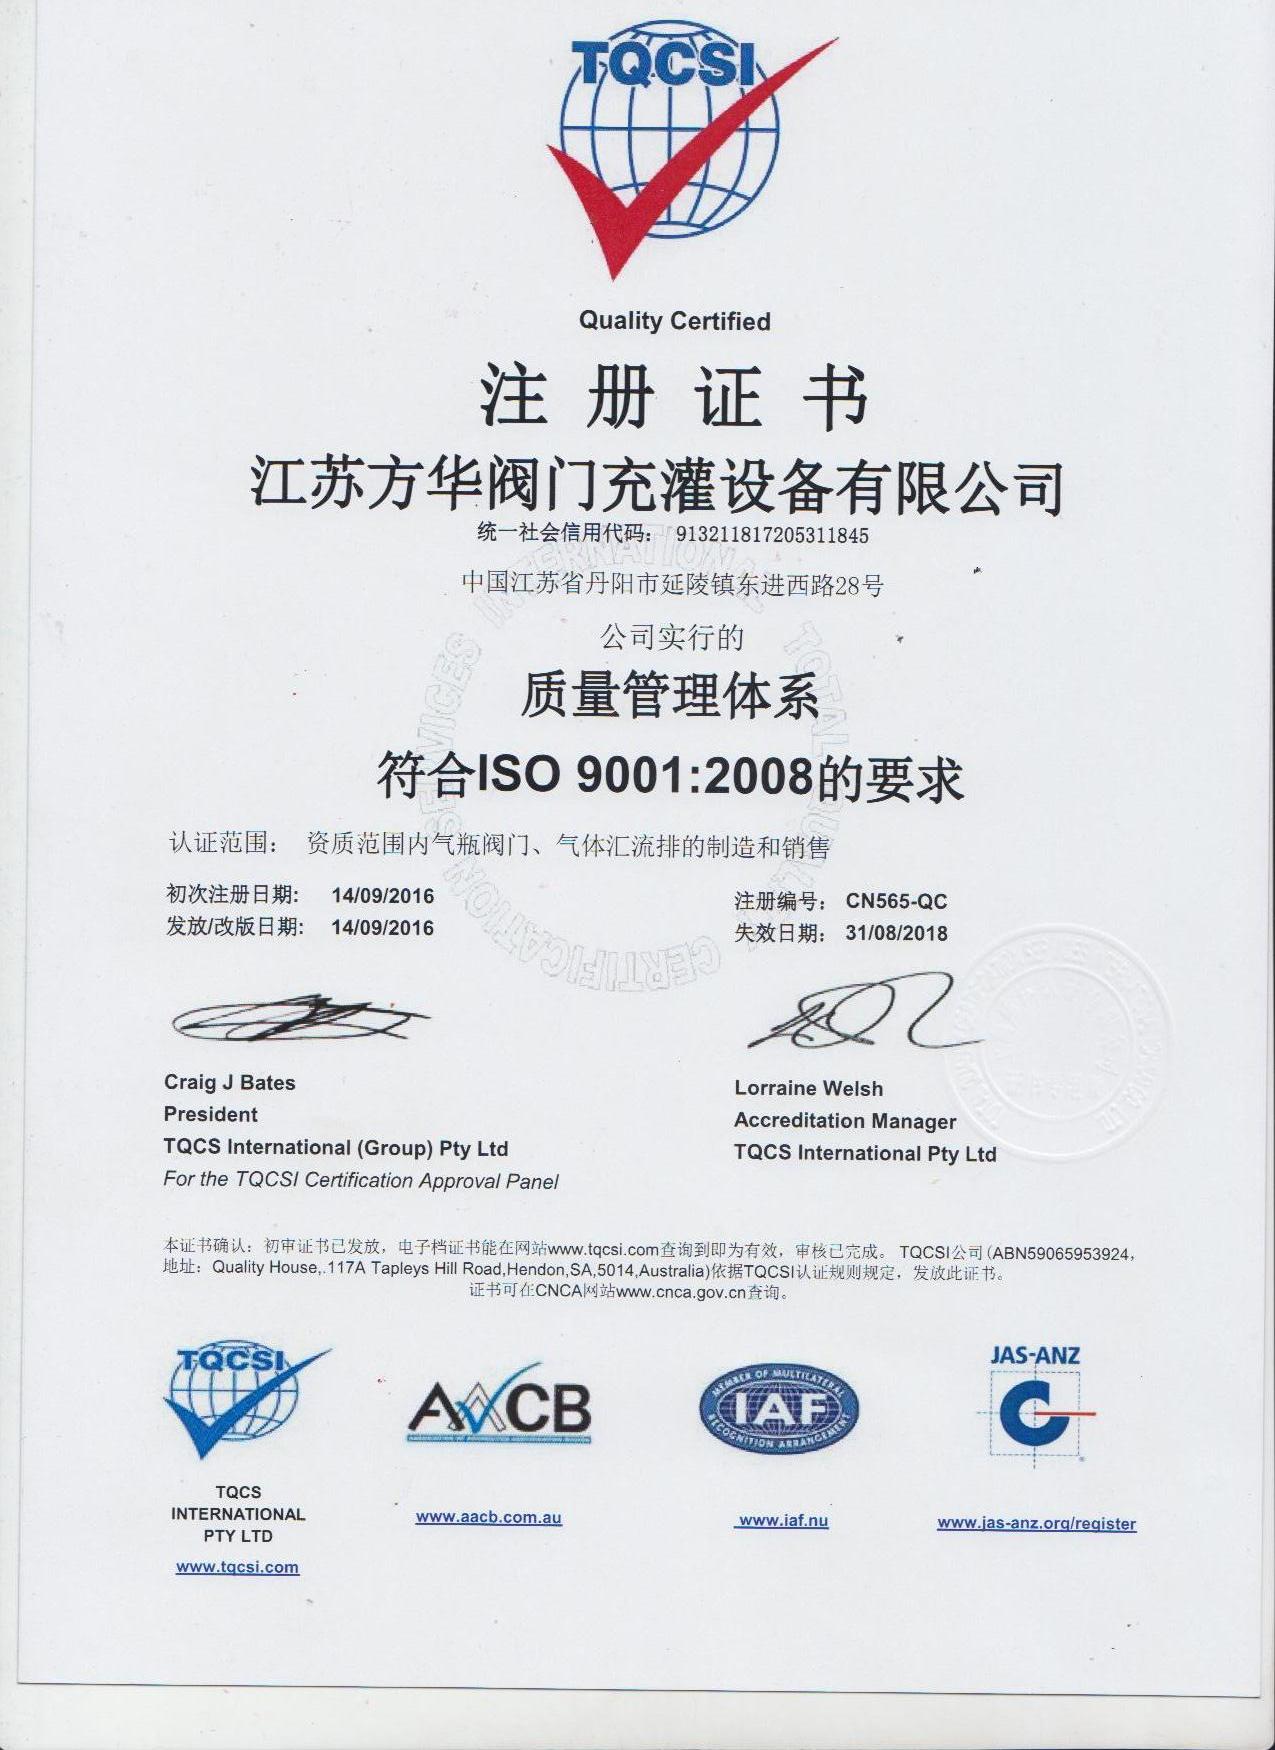 TQCSI
Quality Certified
注册证书
江苏方华阀门充灌设备有限公司
统一社会信用代码： 913211817205311845
中国江苏省丹阳市延陵镇东进西路28号
公司实行的
质量管理体系
符合ISO 9001:2008的要求
认证范围： 资质范围内气瓶阀门、气体汇流排的制造和销售
初次注册日期: 14/09/2016
注册编号： CN565-QC
发放/改版日期: 14/09/2016
失效日期： 31/08/2018
TOTAL QUALITY CERTIFICATION SERVICES INTERNATIONAL
Craig J Bates
President
TQCS International (Group) Pty Ltd
For the TQCSI Certification Approval Panel
Lorraine Welsh
Accreditation Manager
TQCS International Pty Ltd
本证书确认：初审证书已发放，电子档证书能在网站www.tqcsi.com查询到即为有效，审核已完成。TQCSI公司(ABN59065953924,
地址：Quality House,.117A Tapleys Hill Road,Hendon,SA,5014,Australia)依据TQCSI认证规则规定，发放此证书。
证书可在CNCA网站www.cnca.gov.cn查询。
TQCSI
TQCS
INTERNATIONAL
PTY LTD
www.tqcsi.com
AACB
www.aacb.com.au
MEMBER OF MULTILATERAL
IAF
RECOGNITION ARRANGEMENT
www.iaf.nu
JAS-ANZ
www.jas-anz.org/register